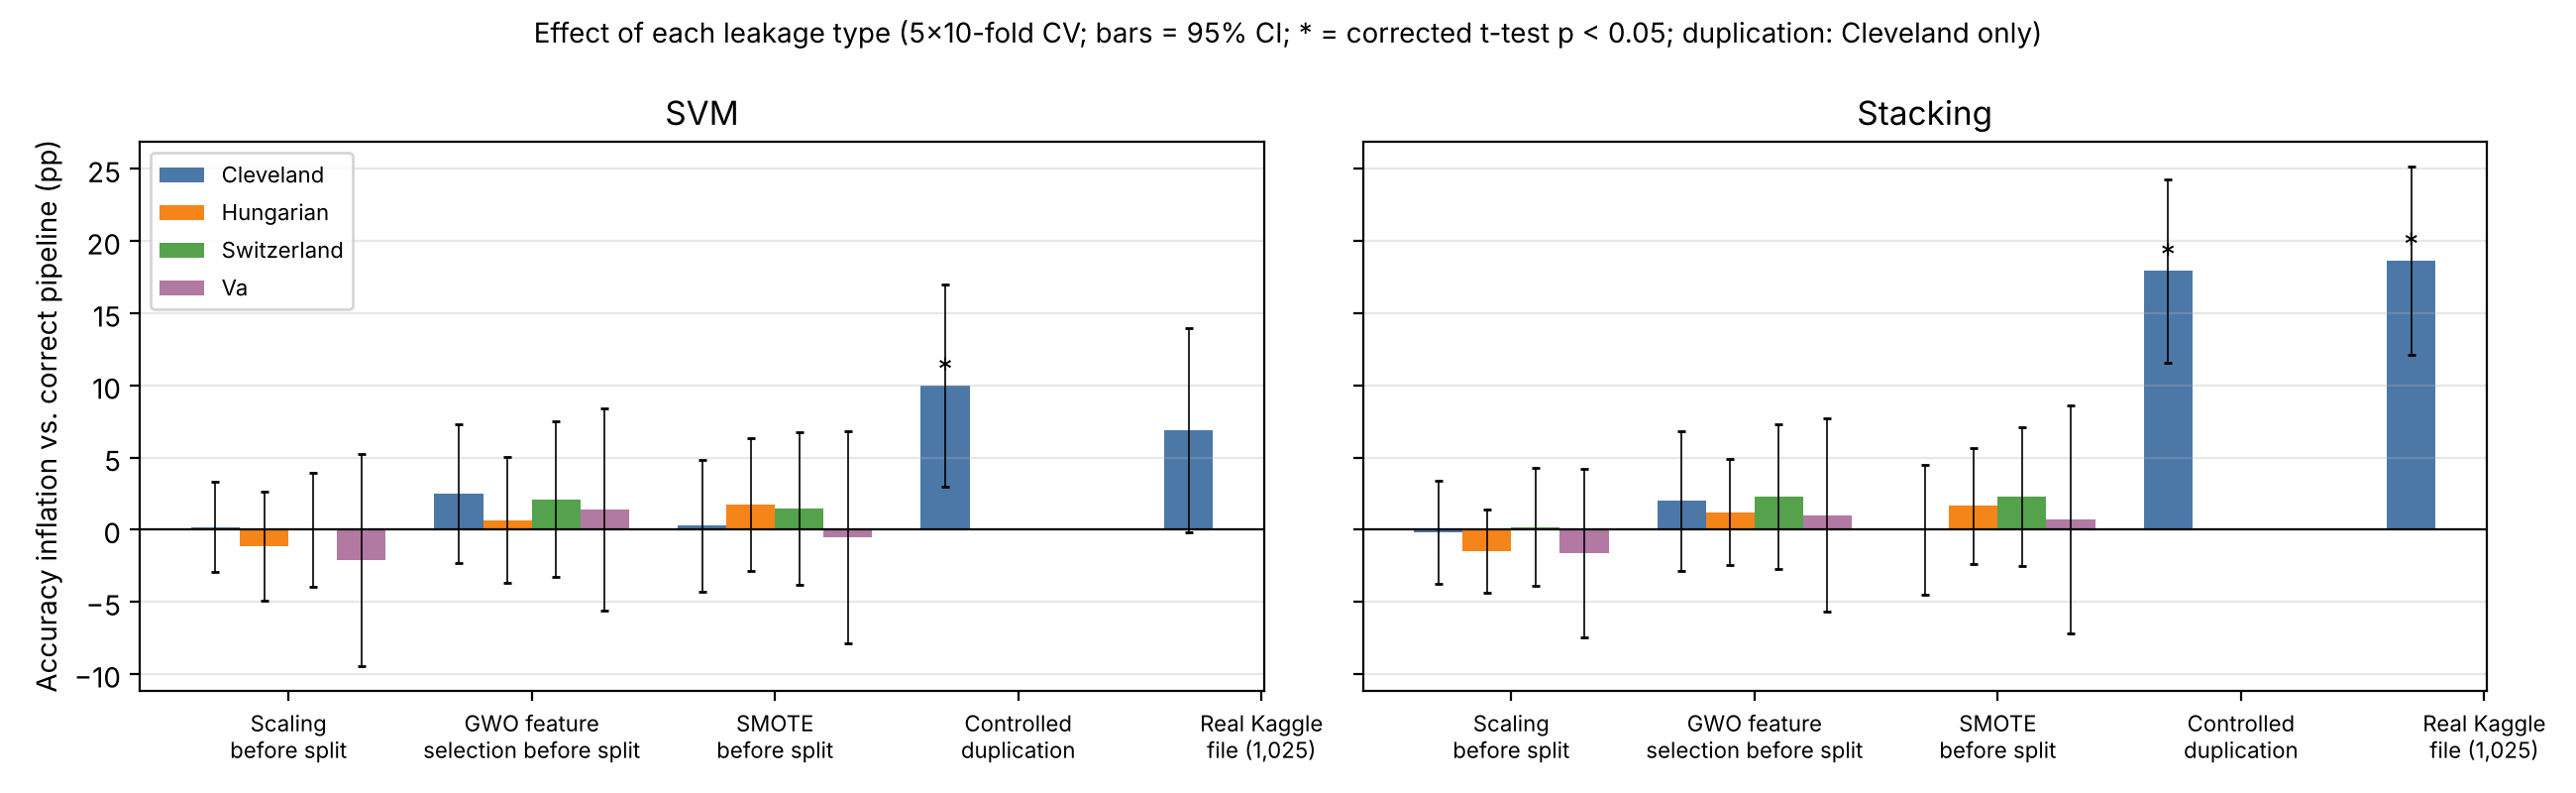 Effect of each leakage type (5×10-fold CV; bars = 95% CI; * = corrected t-test p < 0.05; duplication: Cleveland only)
SVM
Accuracy inflation vs. correct pipeline (pp)
25
20
15
10
5
0
−5
−10
Cleveland
Hungarian
Switzerland
Va
*
Scaling
before split
GWO feature
selection before split
SMOTE
before split
Controlled
duplication
Real Kaggle
file (1,025)
Stacking
*
*
Scaling
before split
GWO feature
selection before split
SMOTE
before split
Controlled
duplication
Real Kaggle
file (1,025)